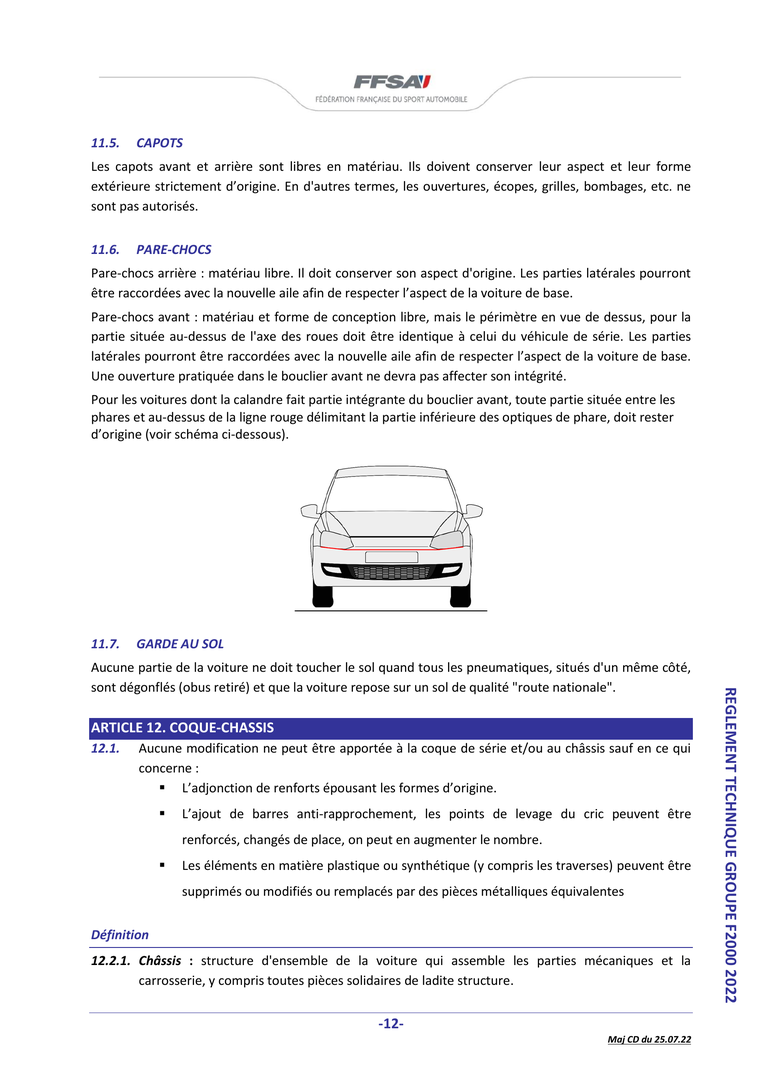 FFSA
FÉDÉRATION FRANÇAISE DU SPORT AUTOMOBILE
11.5. CAPOTS
Les capots avant et arrière sont libres en matériau. Ils doivent conserver leur aspect et leur forme
extérieure strictement d’origine. En d'autres termes, les ouvertures, écopes, grilles, bombages, etc. ne
sont pas autorisés.
11.6. PARE-CHOCS
Pare-chocs arrière : matériau libre. Il doit conserver son aspect d'origine. Les parties latérales pourront
être raccordées avec la nouvelle aile afin de respecter l’aspect de la voiture de base.
Pare-chocs avant : matériau et forme de conception libre, mais le périmètre en vue de dessus, pour la
partie située au-dessus de l'axe des roues doit être identique à celui du véhicule de série. Les parties
latérales pourront être raccordées avec la nouvelle aile afin de respecter l’aspect de la voiture de base.
Une ouverture pratiquée dans le bouclier avant ne devra pas affecter son intégrité.
Pour les voitures dont la calandre fait partie intégrante du bouclier avant, toute partie située entre les
phares et au-dessus de la ligne rouge délimitant la partie inférieure des optiques de phare, doit rester
d’origine (voir schéma ci-dessous).
11.7. GARDE AU SOL
Aucune partie de la voiture ne doit toucher le sol quand tous les pneumatiques, situés d'un même côté,
sont dégonflés (obus retiré) et que la voiture repose sur un sol de qualité "route nationale".
ARTICLE 12. COQUE-CHASSIS
12.1. Aucune modification ne peut être apportée à la coque de série et/ou au châssis sauf en ce qui
concerne :
▪ L’adjonction de renforts épousant les formes d’origine.
▪ L’ajout de barres anti-rapprochement, les points de levage du cric peuvent être
renforcés, changés de place, on peut en augmenter le nombre.
▪ Les éléments en matière plastique ou synthétique (y compris les traverses) peuvent être
supprimés ou modifiés ou remplacés par des pièces métalliques équivalentes
Définition
12.2.1. Châssis : structure d'ensemble de la voiture qui assemble les parties mécaniques et la
carrosserie, y compris toutes pièces solidaires de ladite structure.
REGLEMENT TECHNIQUE GROUPE F2000 2022
-12-
Maj CD du 25.07.22